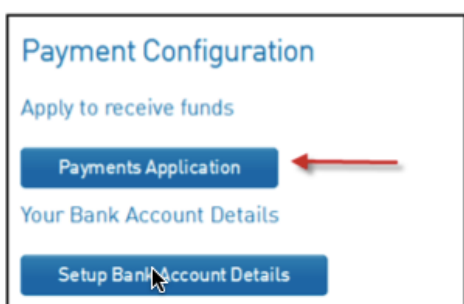 Payment Configuration
Apply to receive funds
Payments Application
Your Bank Account Details
Setup Bank Account Details